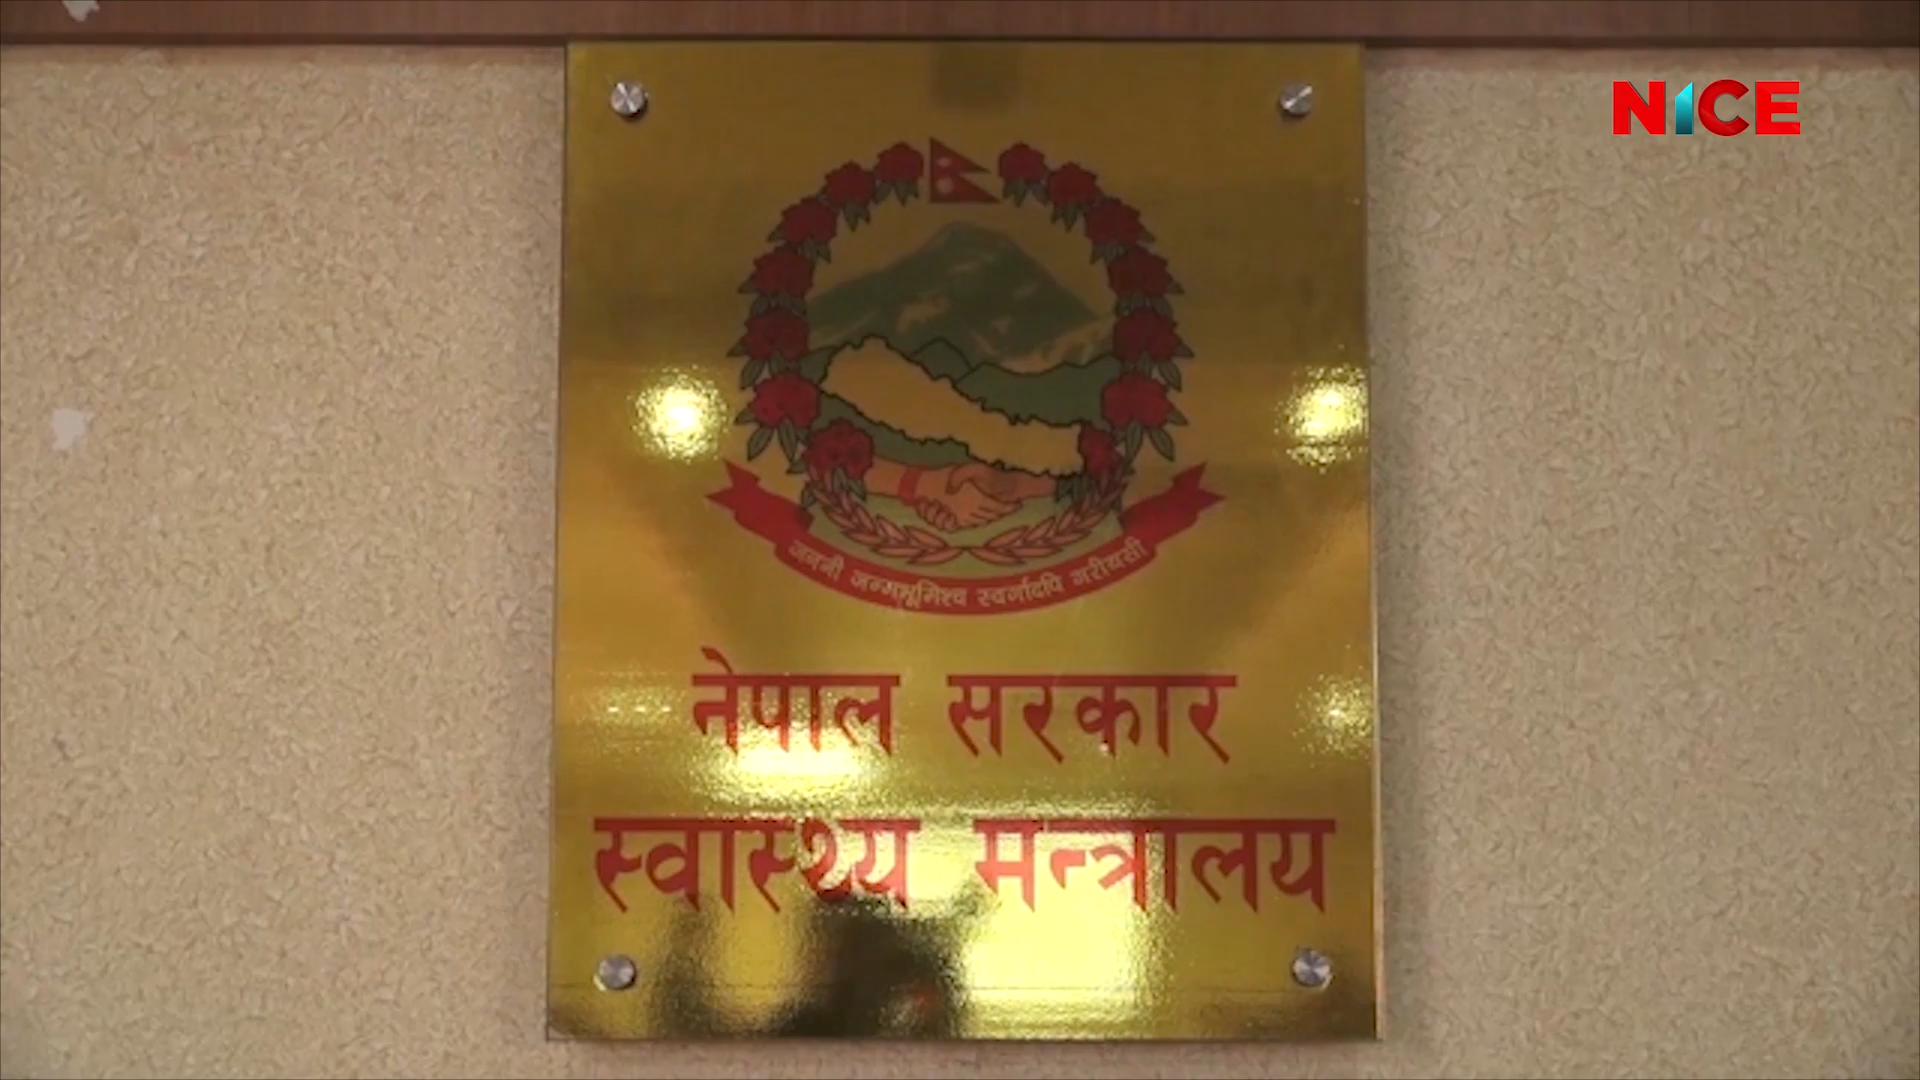 NICE
जननी जन्मभूमिश्च स्वर्गादपि गरीयसी
नेपाल सरकार
स्वास्थ्य मन्त्रालय